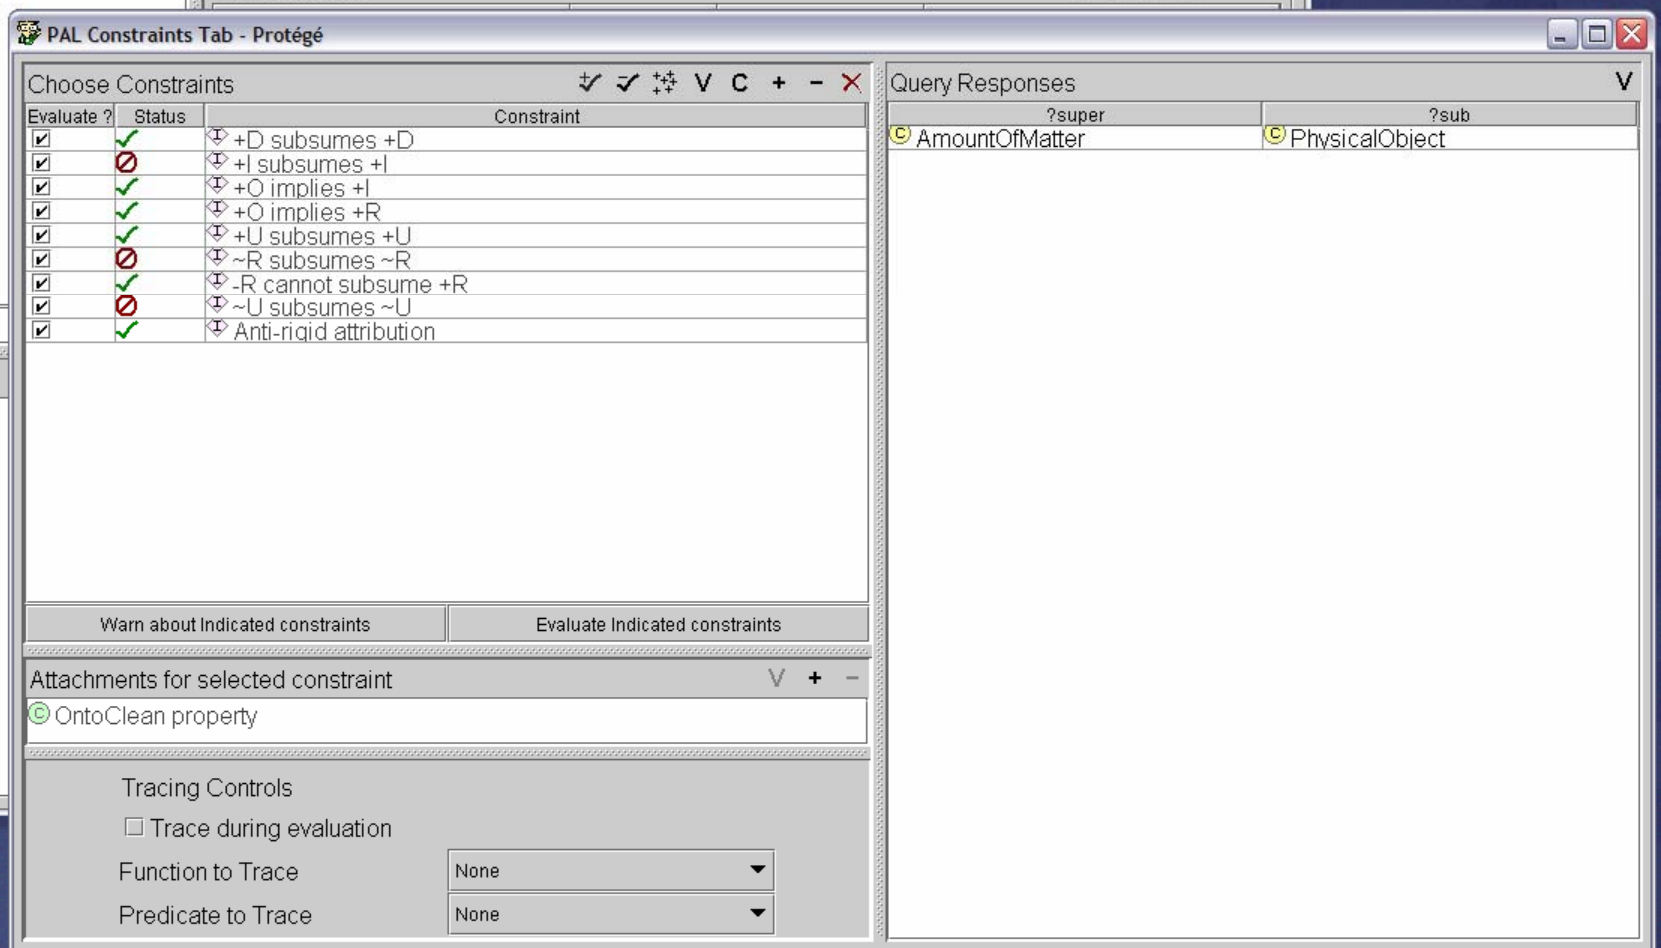 PAL Constraints Tab - Protégé
Choose Constraints V C + −
Evaluate ? Status Constraint
+D subsumes +D
+I subsumes +I
+O implies +I
+O implies +R
+U subsumes +U
~R subsumes ~R
-R cannot subsume +R
~U subsumes ~U
Anti-rigid attribution
Warn about Indicated constraints Evaluate Indicated constraints
Attachments for selected constraint V + −
OntoClean property
Tracing Controls
Trace during evaluation
Function to Trace None
Predicate to Trace None
Query Responses V
?super ?sub
AmountOfMatter PhysicalObject